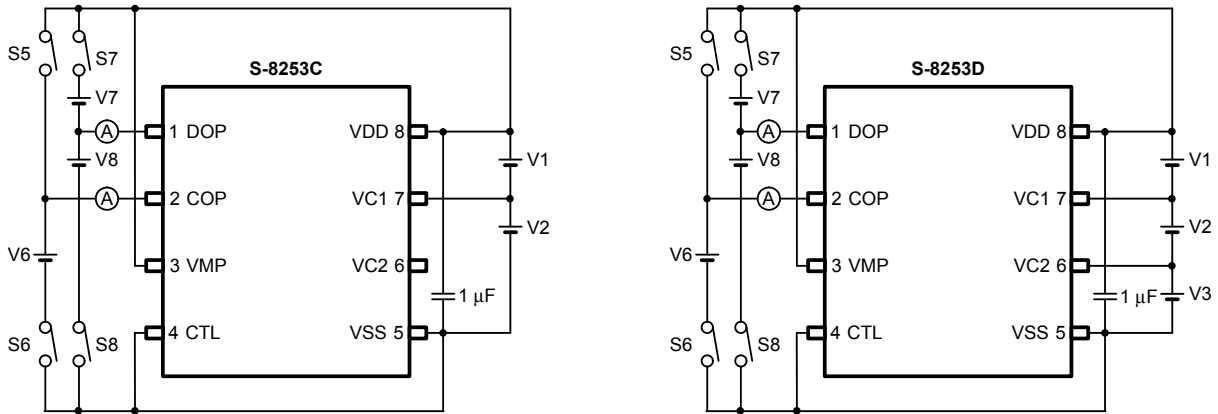 S-8253C
S5
S7
V7
A
1 DOP
VDD 8
V8
V1
A
2 COP
VC1 7
V2
V6
3 VMP
VC2 6
1 µF
S6
S8
4 CTL
VSS 5
S-8253D
S5
S7
V7
A
1 DOP
VDD 8
V8
V1
A
2 COP
VC1 7
V2
V6
3 VMP
VC2 6
1 µF
V3
S6
S8
4 CTL
VSS 5